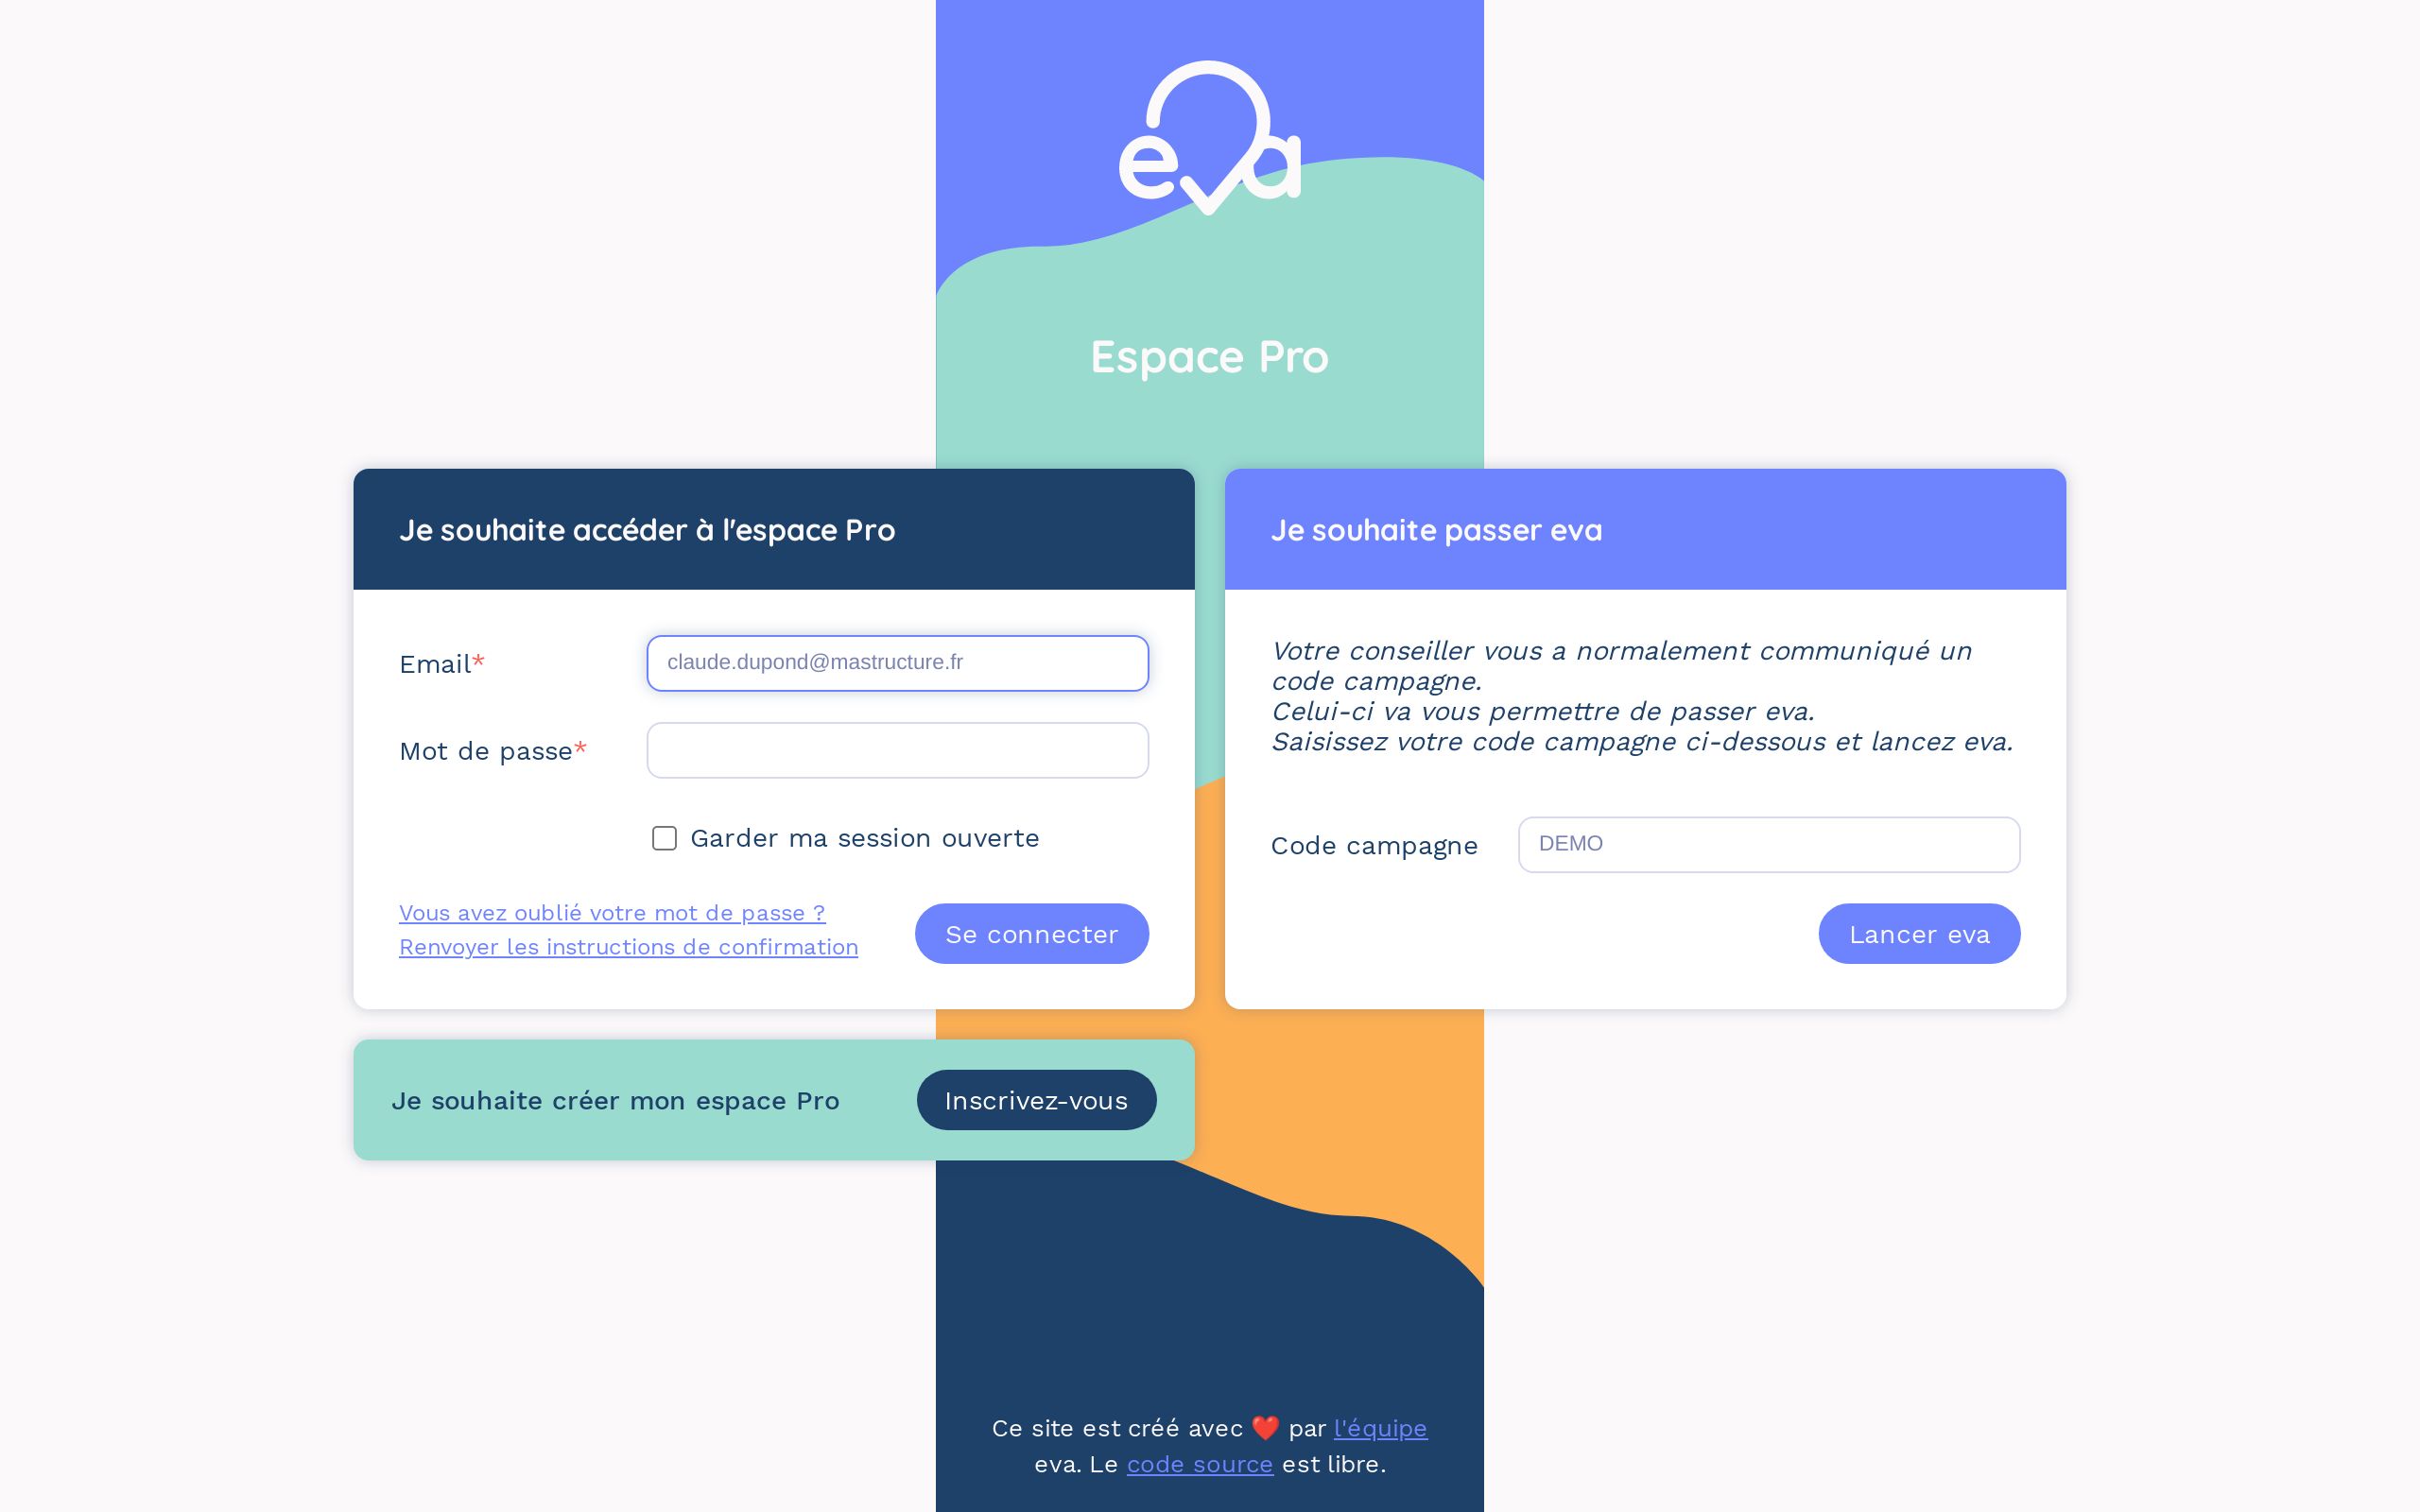 eva
Espace Pro
Je souhaite accéder à l'espace Pro
Email*
claude.dupond@mastructure.fr
Mot de passe*
Garder ma session ouverte
Vous avez oublié votre mot de passe ?
Renvoyer les instructions de confirmation
Se connecter
Je souhaite passer eva
Votre conseiller vous a normalement communiqué un
code campagne.
Celui-ci va vous permettre de passer eva.
Saisissez votre code campagne ci-dessous et lancez eva.
Code campagne
DEMO
Lancer eva
Je souhaite créer mon espace Pro
Inscrivez-vous
Ce site est créé avec ❤️ par l'équipe
eva. Le code source est libre.